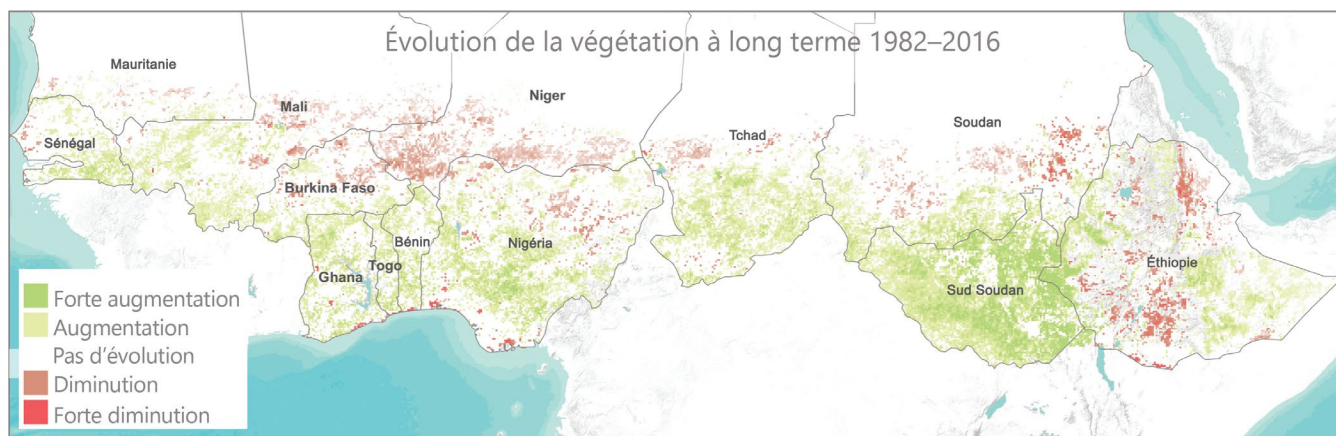 Évolution de la végétation à long terme 1982–2016
Mauritanie
Mali
Niger
Tchad
Soudan
Sénégal
Burkina Faso
Bénin
Nigéria
Ghana
Togo
Sud Soudan
Éthiopie
Forte augmentation
Augmentation
Pas d’évolution
Diminution
Forte diminution